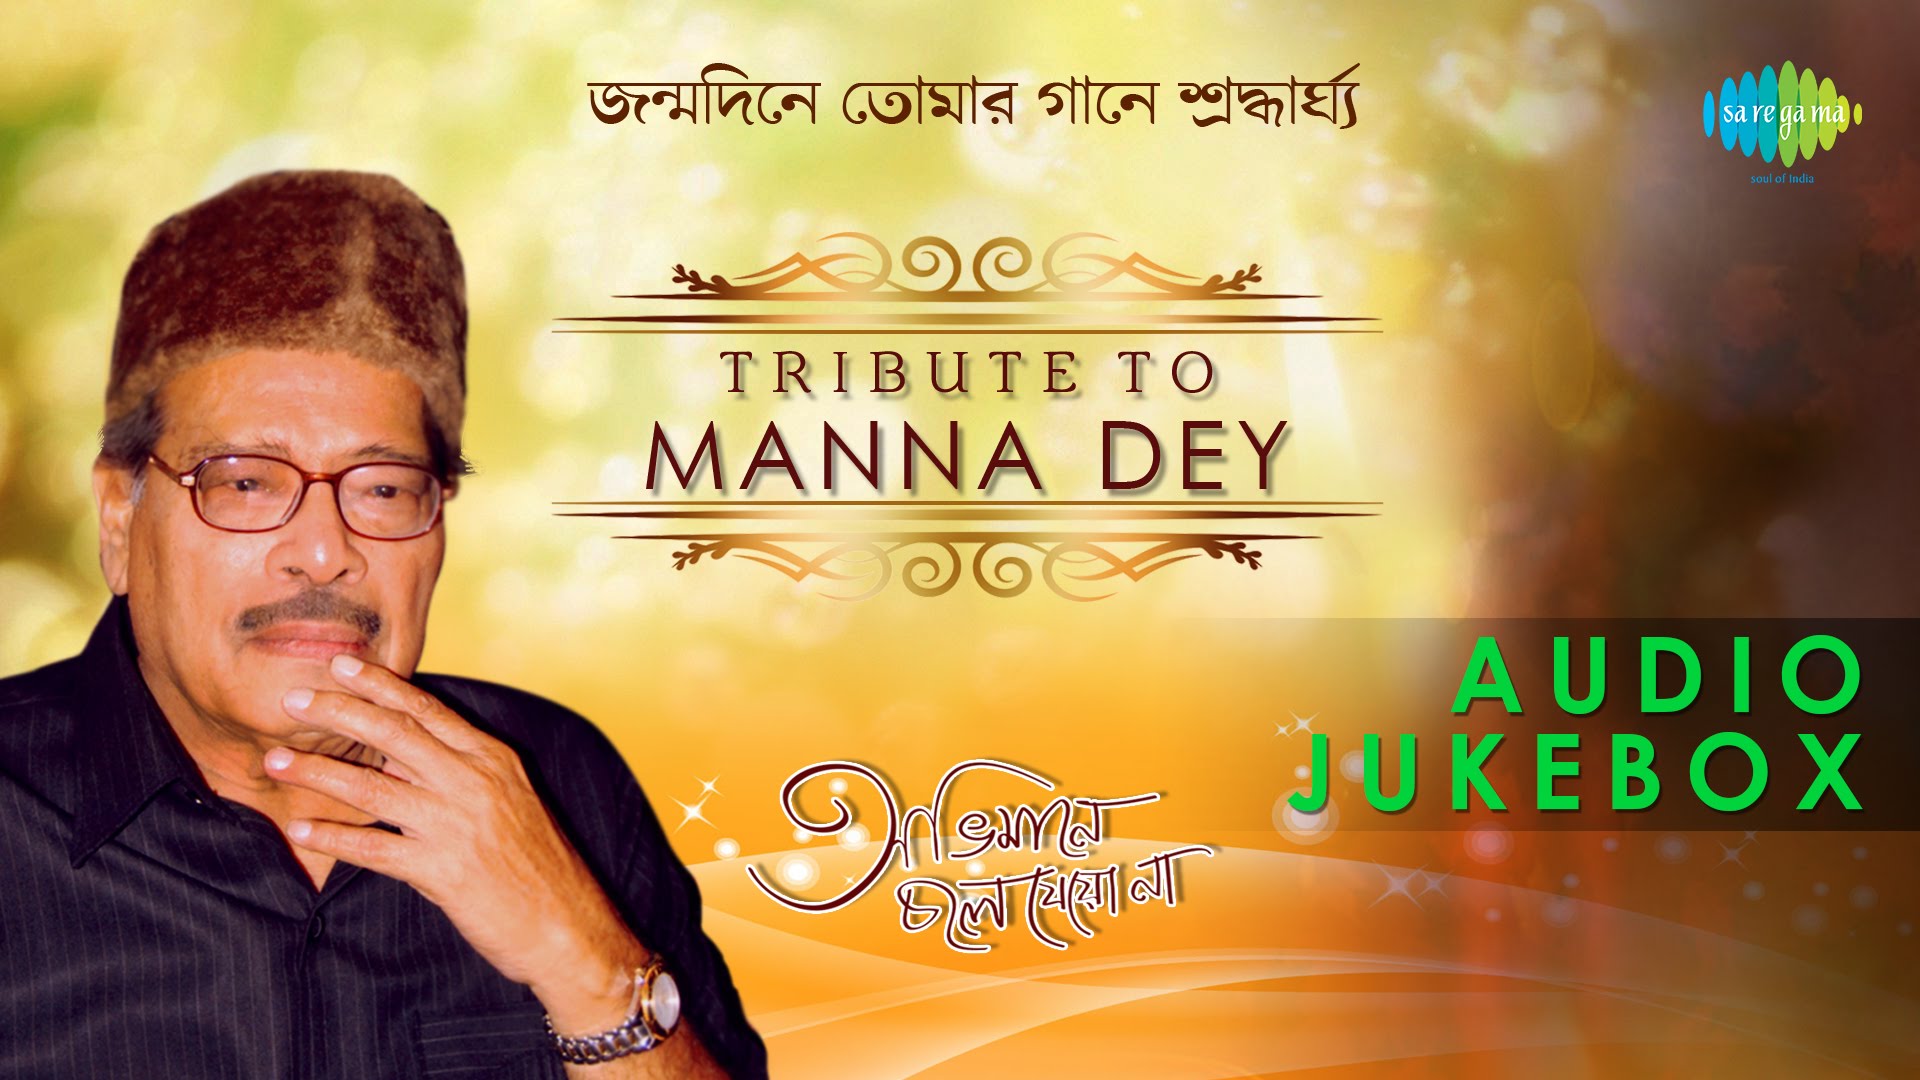 জন্মদিনে তোমার গানে শ্রদ্ধার্ঘ্য
sa re ga ma
soul of India
TRIBUTE TO
MANNA DEY
AUDIO
JUKEBOX
অভিমানে
চলে যেয়ো না